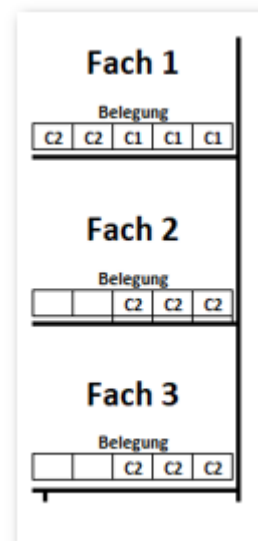 Fach 1
Belegung
C2 C2 C1 C1 C1
Fach 2
Belegung
C2 C2 C2
Fach 3
Belegung
C2 C2 C2